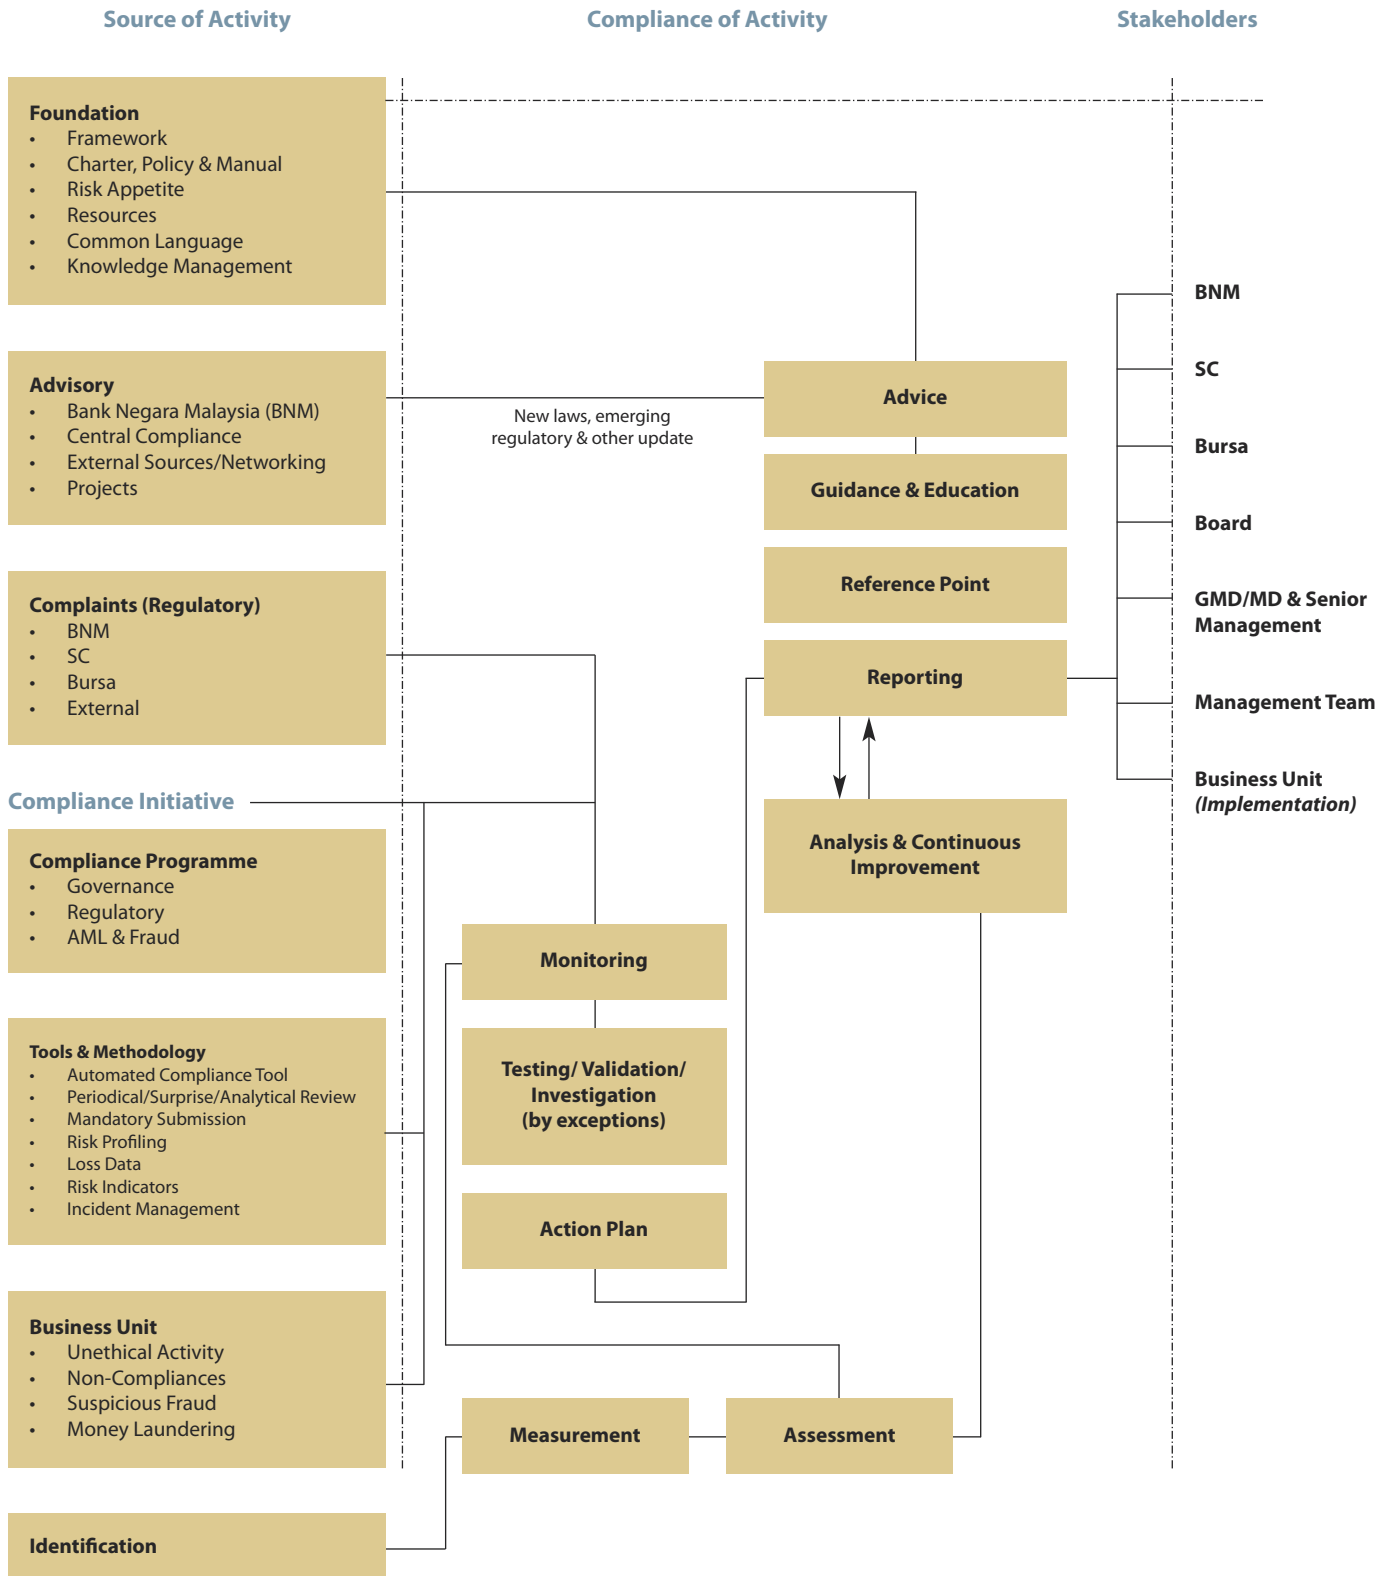 Source of Activity
Compliance of Activity
Stakeholders
Foundation
• Framework
• Charter, Policy & Manual
• Risk Appetite
• Resources
• Common Language
• Knowledge Management
Advisory
• Bank Negara Malaysia (BNM)
• Central Compliance
• External Sources/Networking
• Projects
New laws, emerging
regulatory & other update
Complaints (Regulatory)
• BNM
• SC
• Bursa
• External
Compliance Initiative
Compliance Programme
• Governance
• Regulatory
• AML & Fraud
Tools & Methodology
• Automated Compliance Tool
• Periodical/Surprise/Analytical Review
• Mandatory Submission
• Risk Profiling
• Loss Data
• Risk Indicators
• Incident Management
Business Unit
• Unethical Activity
• Non-Compliances
• Suspicious Fraud
• Money Laundering
Identification
Advice
Guidance & Education
Reference Point
Reporting
Analysis & Continuous
Improvement
Monitoring
Testing/ Validation/
Investigation
(by exceptions)
Action Plan
Measurement
Assessment
BNM
SC
Bursa
Board
GMD/MD & Senior
Management
Management Team
Business Unit
(Implementation)